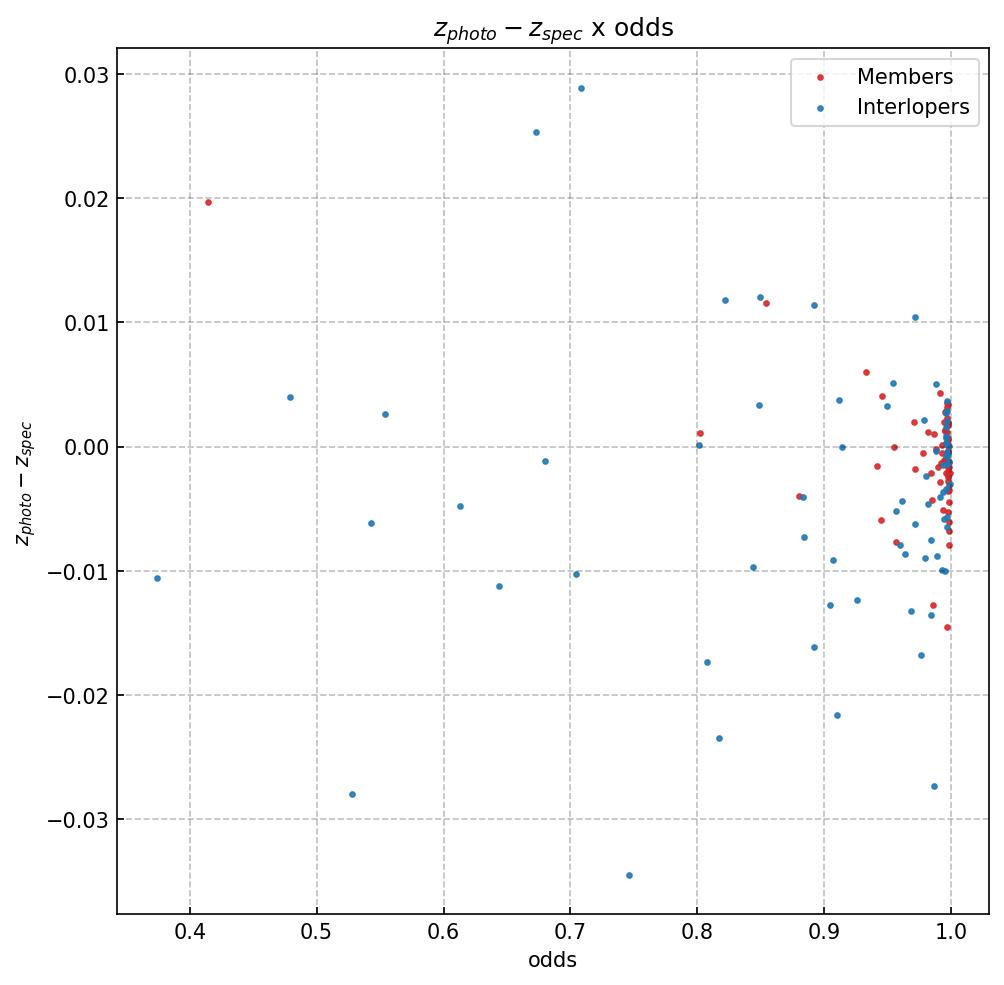 z_photo − z_spec x odds
Members
Interlopers
0.03
0.02
0.01
0.00
−0.01
−0.02
−0.03
z_photo − z_spec
0.4 0.5 0.6 0.7 0.8 0.9 1.0
odds